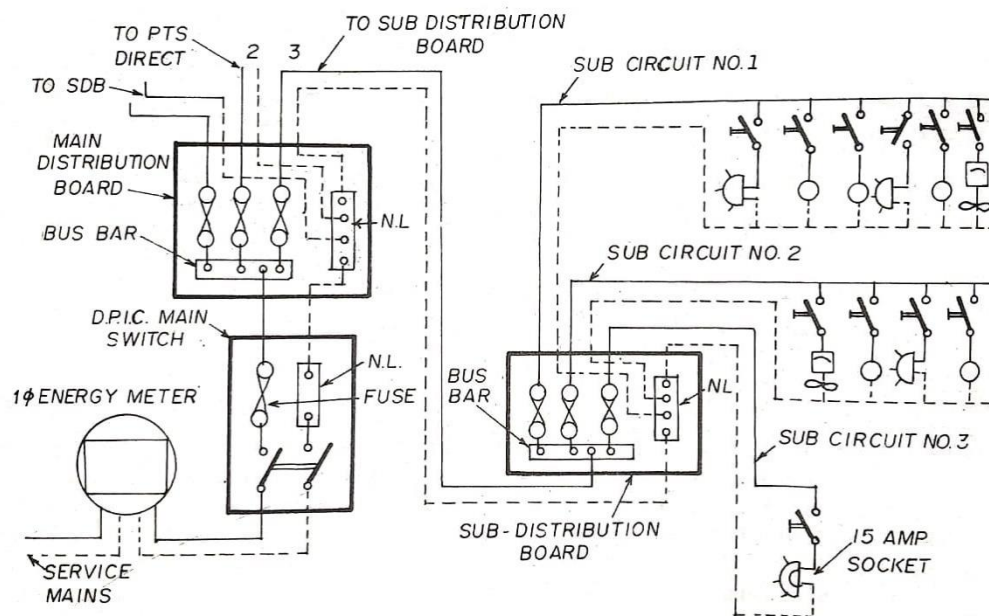 TO PTS
DIRECT
2
3
TO SUB DISTRIBUTION
BOARD
TO SDB
MAIN
DISTRIBUTION
BOARD
BUS BAR
N.L
D.P.I.C. MAIN
SWITCH
N.L.
FUSE
1ϕ ENERGY METER
SERVICE
MAINS
SUB CIRCUIT NO.1
SUB CIRCUIT NO. 2
BUS
BAR
NL
SUB CIRCUIT NO.3
SUB-DISTRIBUTION
BOARD
15 AMP
SOCKET